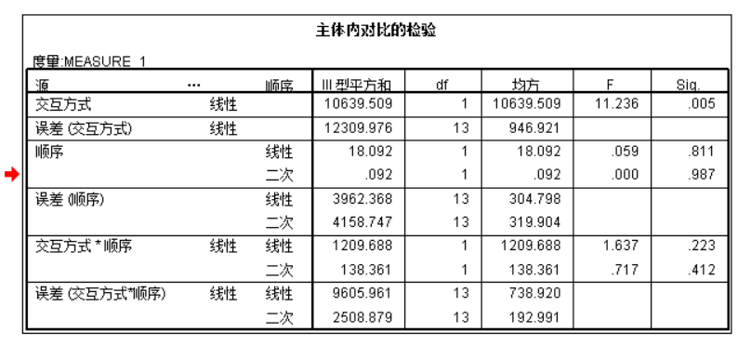 主体内对比的检验
度量:MEASURE_1
源 … 顺序 III 型平方和 df 均方 F Sig.
交互方式 线性 10639.509 1 10639.509 11.236 .005
误差 (交互方式) 线性 12309.976 13 946.921
顺序 线性 18.092 1 18.092 .059 .811
二次 .092 1 .092 .000 .987
误差 (顺序) 线性 3962.368 13 304.798
二次 4158.747 13 319.904
交互方式 * 顺序 线性 线性 1209.688 1 1209.688 1.637 .223
二次 138.361 1 138.361 .717 .412
误差 (交互方式*顺序) 线性 线性 9605.961 13 738.920
二次 2508.879 13 192.991